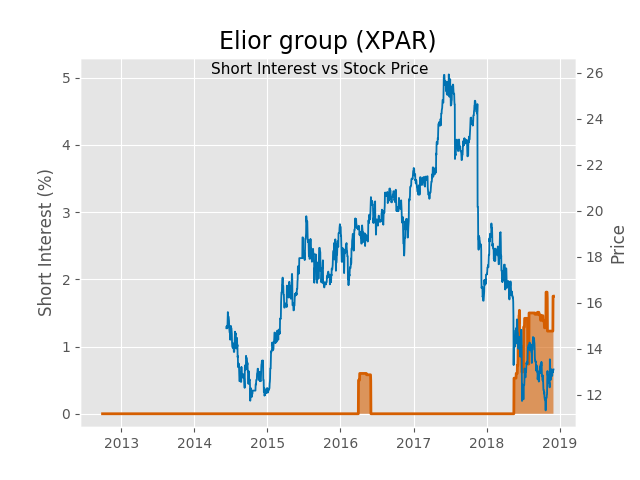 Elior group (XPAR)
Short Interest vs Stock Price
Short Interest (%)
5
4
3
2
1
0
26
24
22
20
18
16
14
12
Price
2013 2014 2015 2016 2017 2018 2019